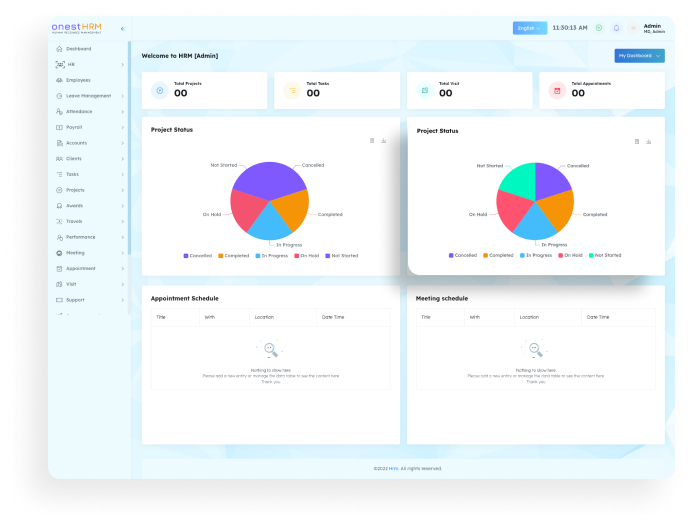 onestHRM
HUMAN RESOURCE MANAGEMENT
English
11:30:13 AM
Admin
MD, Admin
Dashboard
HR
Employees
Leave Management
Attendance
Payroll
Accounts
Clients
Tasks
Projects
Awards
Travels
Performance
Meeting
Appointment
Visit
Support
Welcome to HRM [Admin]
My Dashboard
Total Projects
00
Total Tasks
00
Total Visit
00
Total Appointments
00
Project Status
Not Started
Cancelled
On Hold
Completed
In Progress
Cancelled Completed In Progress On Hold Not Started
Project Status
Not Started
Cancelled
On Hold
Completed
In Progress
Cancelled Completed In Progress On Hold Not Started
Appointment Schedule
Title With Location Date Time
Nothing to show here
Please add a new entry or manage the data table to see the content here
Thank you
Meeting schedule
Title With Location Date Time
Nothing to show here
Please add a new entry or manage the data table to see the content here
Thank you
©2022 Hrm. All rights reserved.